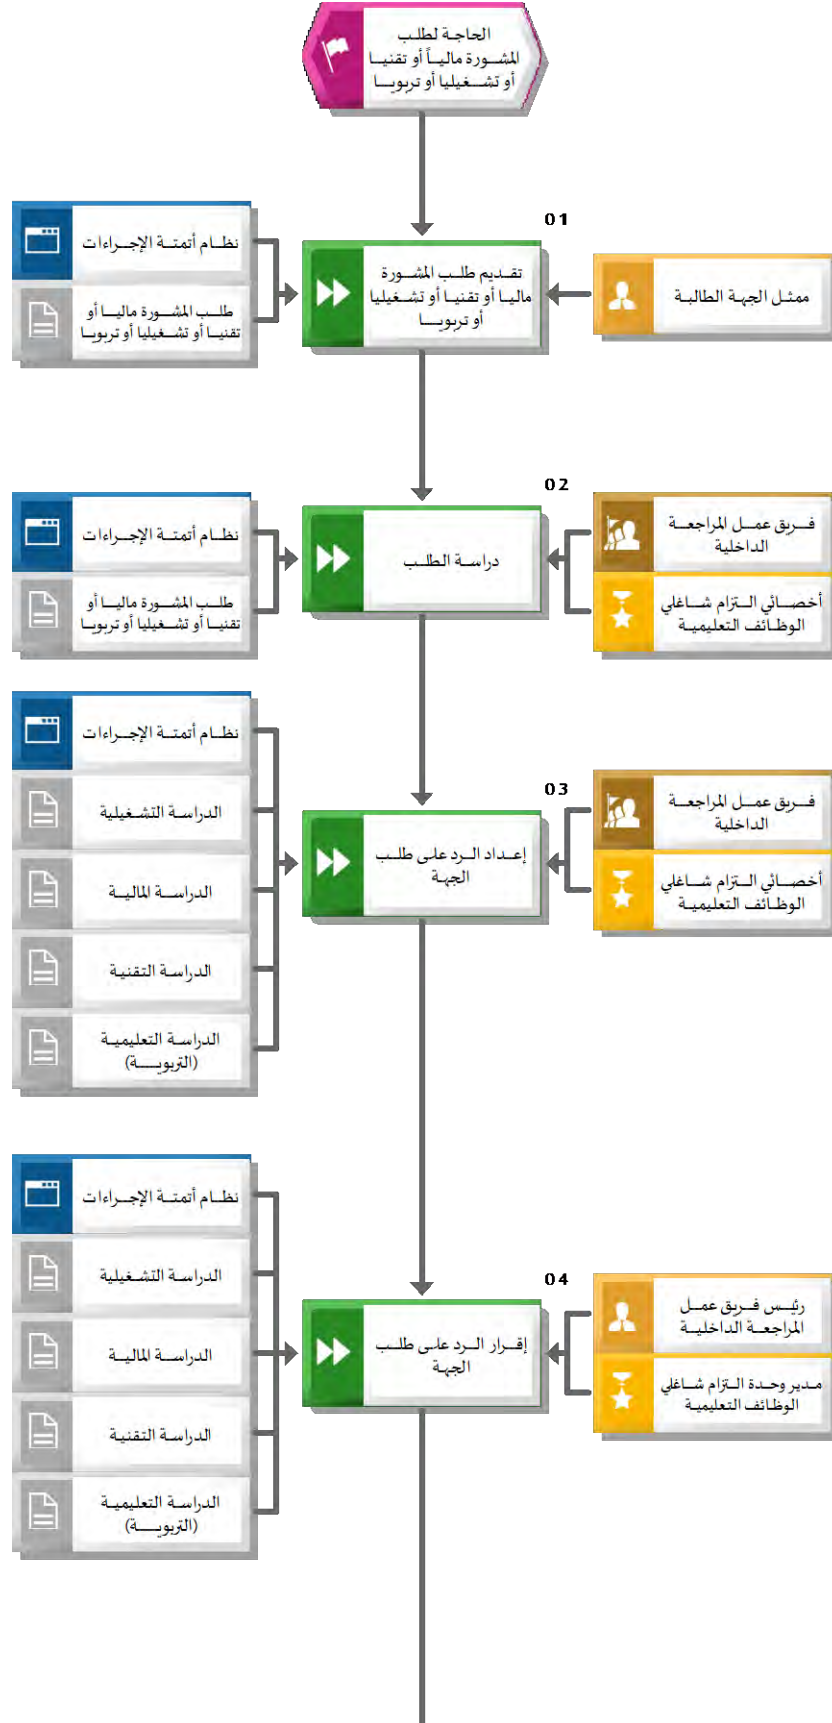 الحاجة لطلب
المشورة مالياً أو تقنيا
أو تشغيليا أو تربويا
01
ممثل الجهة الطالبة
تقديم طلب المشورة
ماليا أو تقنيا أو تشغيليا
أو تربويا
نظام أتمتة الإجراءات
طلب المشورة ماليا أو
تقنيا أو تشغيليا أو تربويا
02
فريق عمل المراجعة
الداخلية
أخصائي التزام شاغلي
الوظائف التعليمية
دراسة الطلب
نظام أتمتة الإجراءات
طلب المشورة ماليا أو
تقنيا أو تشغيليا أو تربويا
03
فريق عمل المراجعة
الداخلية
أخصائي التزام شاغلي
الوظائف التعليمية
إعداد الرد على طلب
الجهة
نظام أتمتة الإجراءات
الدراسة التشغيلية
الدراسة المالية
الدراسة التقنية
الدراسة التعليمية
(التربوية)
04
رئيس فريق عمل
المراجعة الداخلية
مدير وحدة التزام شاغلي
الوظائف التعليمية
إقرار الرد على طلب
الجهة
نظام أتمتة الإجراءات
الدراسة التشغيلية
الدراسة المالية
الدراسة التقنية
الدراسة التعليمية
(التربوية)